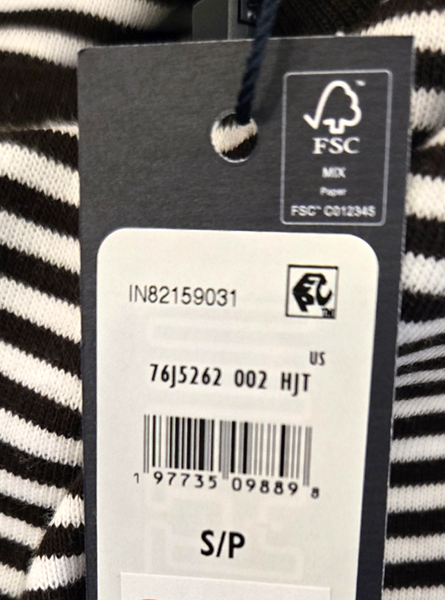 FSC
MIX
Paper
FSC™ C012345
IN82159031
US
76J5262 002 HJT
1 97735 09889 8
S/P